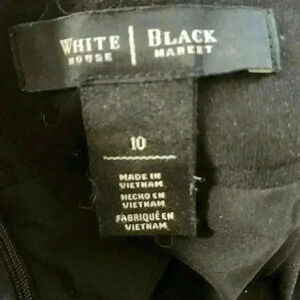 WHITE | BLACK
HOUSE | MARKET
10
MADE IN
VIETNAM
HECHO EN
VIETNAM
FABRIQUÉ EN
VIETNAM